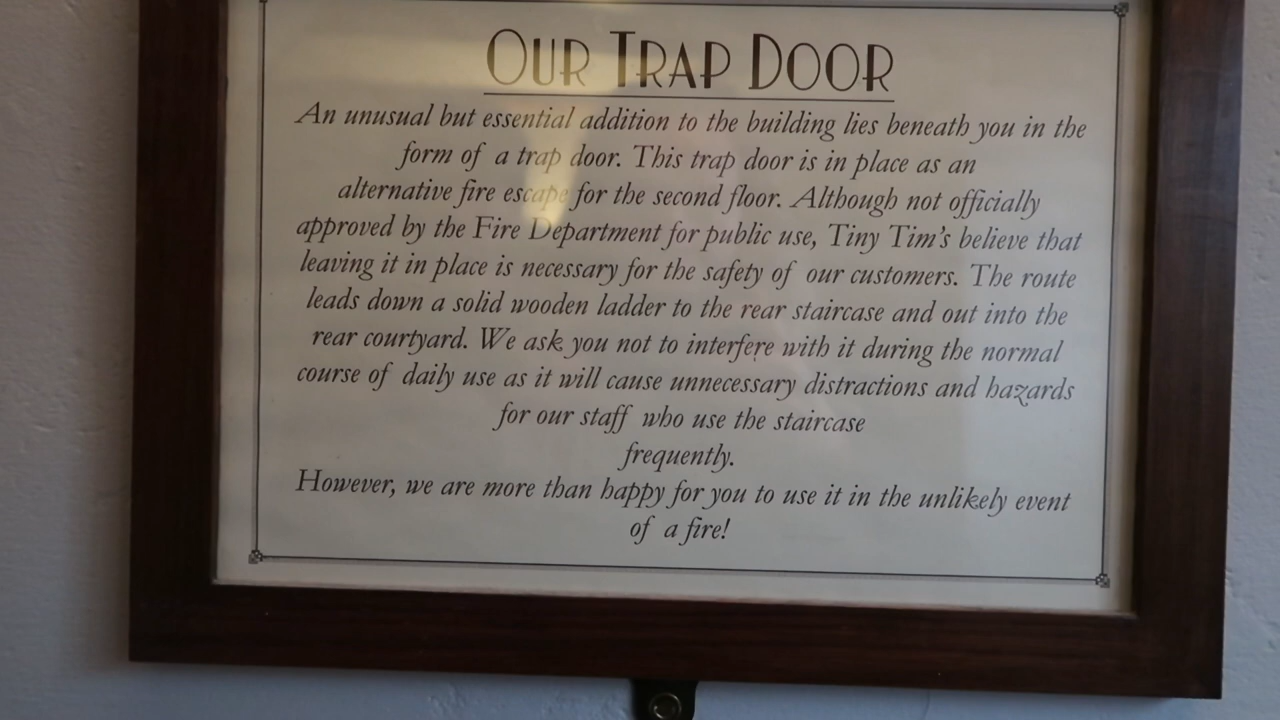 OUR TRAP DOOR
An unusual but essential addition to the building lies beneath you in the
form of a trap door. This trap door is in place as an
alternative fire escape for the second floor. Although not officially
approved by the Fire Department for public use, Tiny Tim's believe that
leaving it in place is necessary for the safety of our customers. The route
leads down a solid wooden ladder to the rear staircase and out into the
rear courtyard. We ask you not to interfere with it during the normal
course of daily use as it will cause unnecessary distractions and hazards
for our staff who use the staircase
frequently.
However, we are more than happy for you to use it in the unlikely event
of a fire!